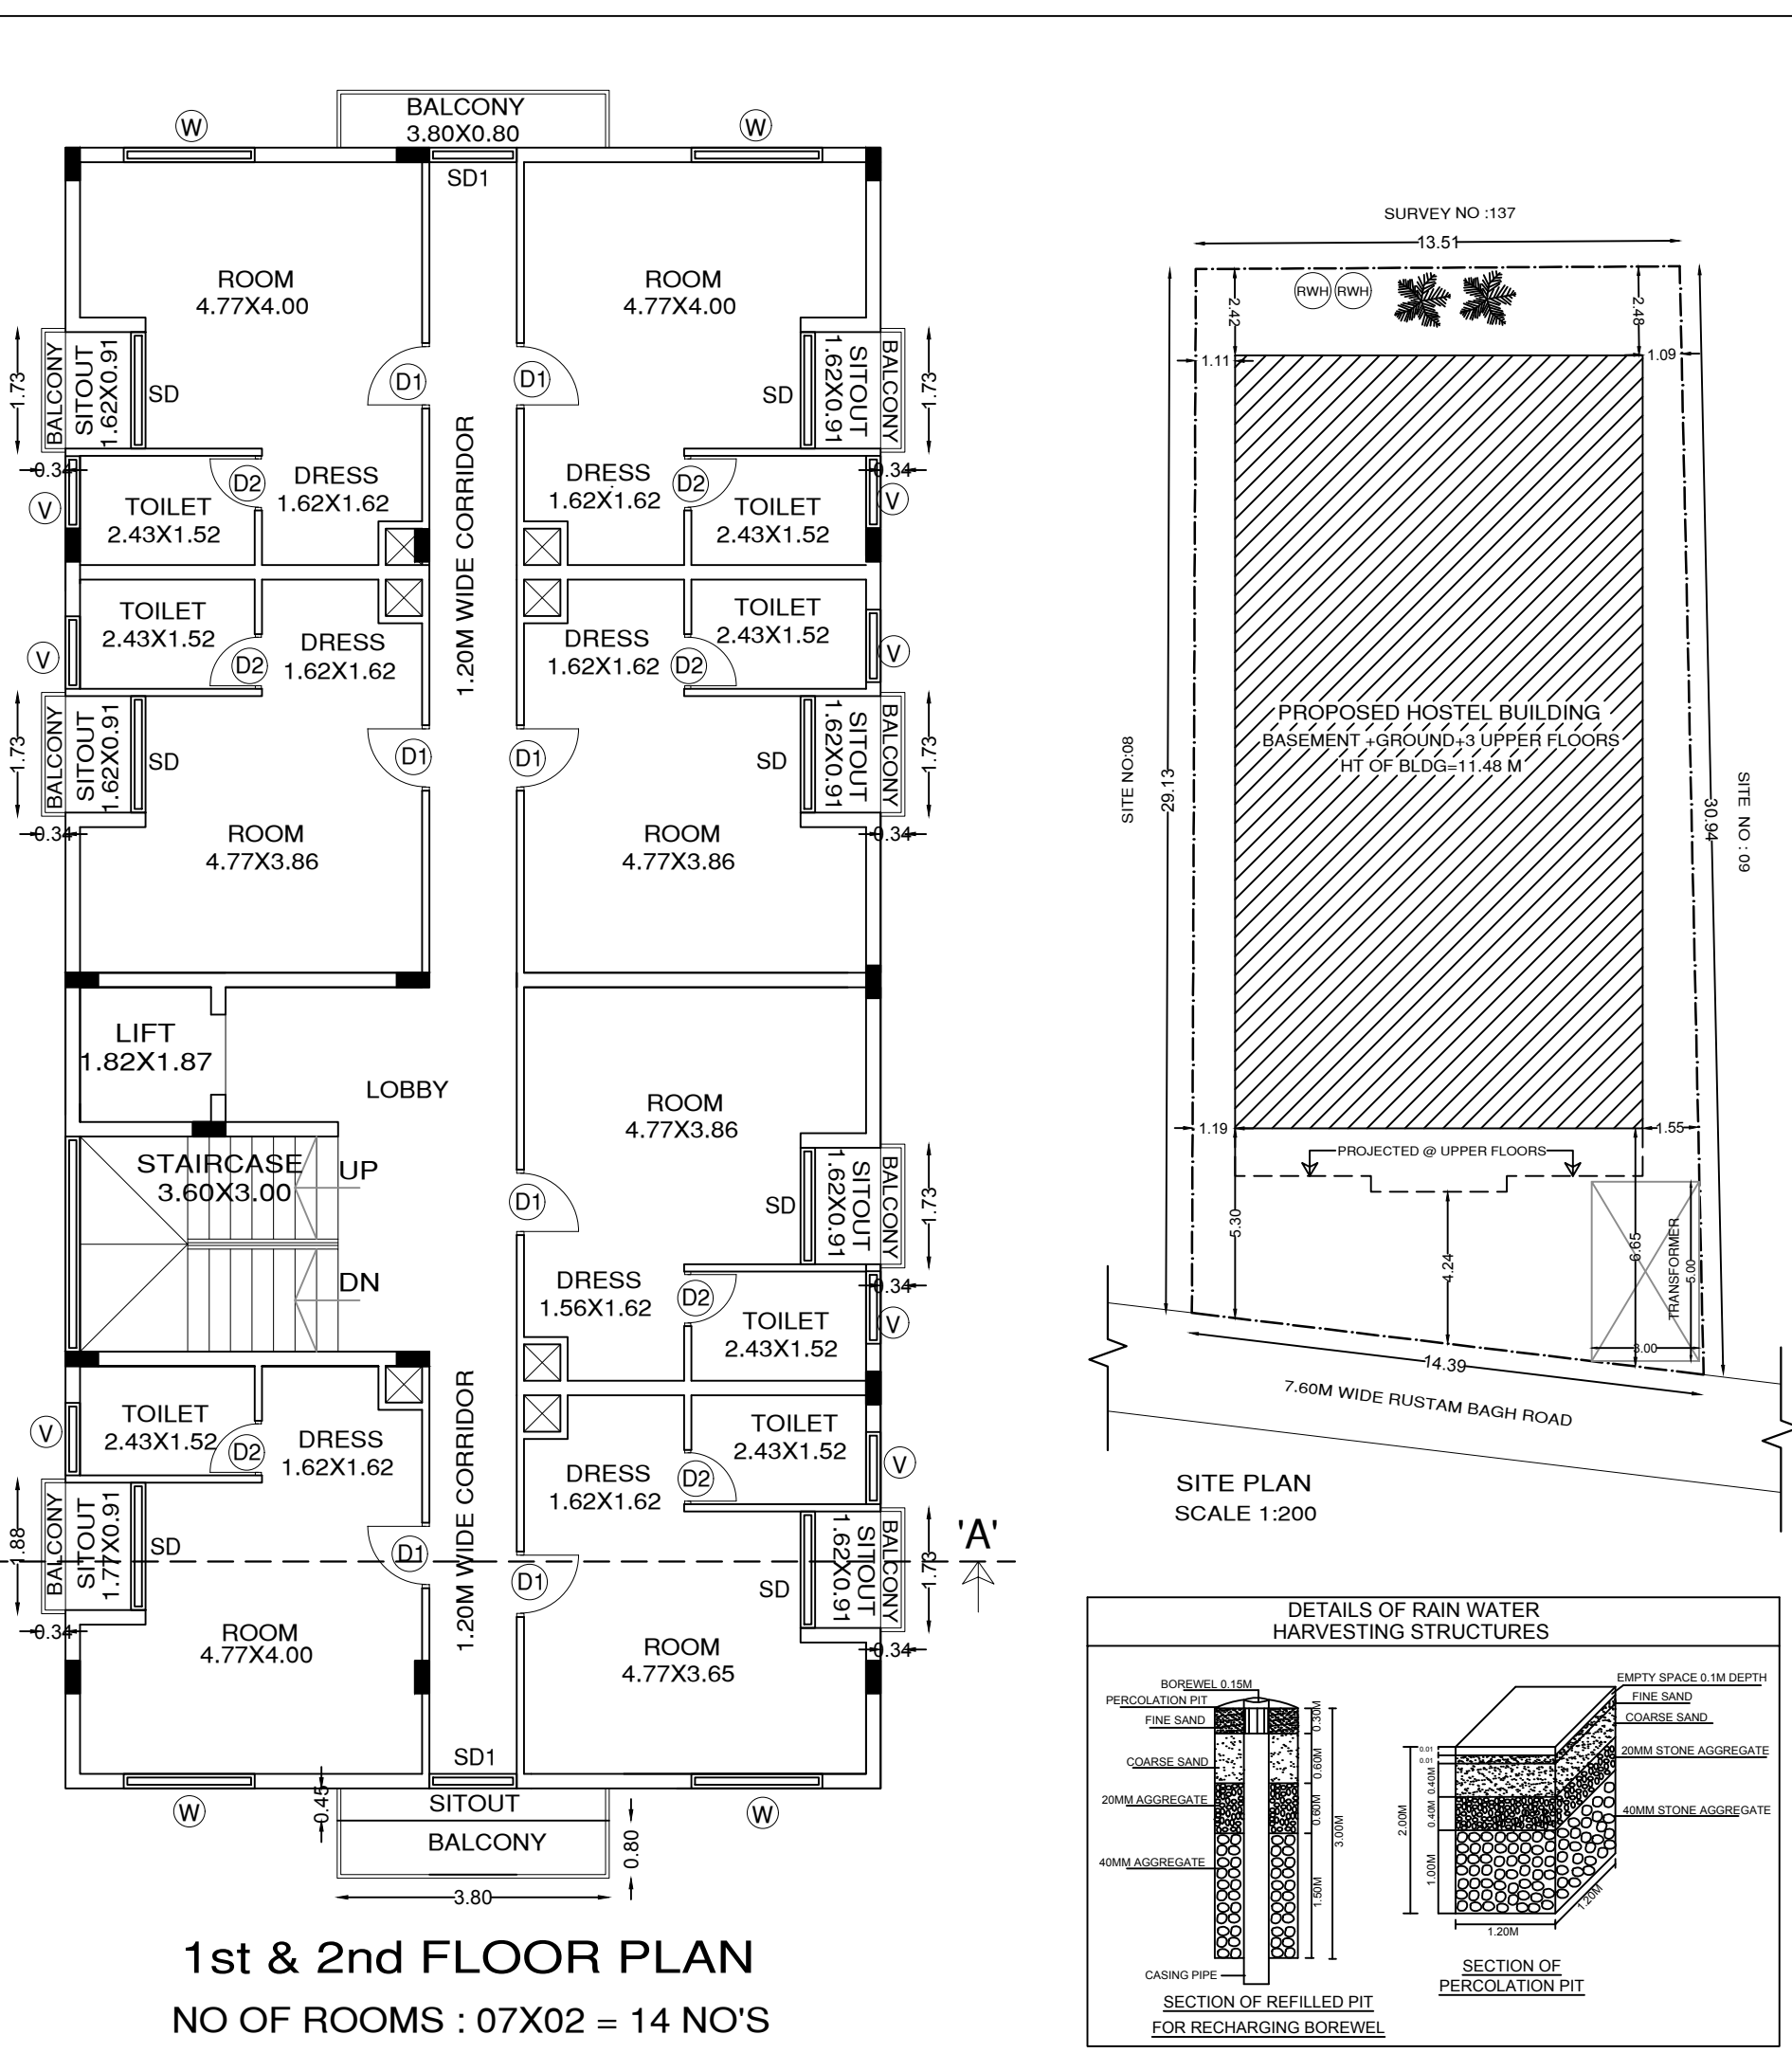 BALCONY
3.80X0.80
W
W
SD1
ROOM
4.77X4.00
ROOM
4.77X4.00
1.73
BALCONY
SITOUT
1.62X0.91
SD
D1
D1
SD
SITOUT
1.62X0.91
BALCONY
1.73
0.34
V
TOILET
2.43X1.52
D2
DRESS
1.62X1.62
1.20M WIDE CORRIDOR
DRESS
1.62X1.62
D2
TOILET
2.43X1.52
0.34
V
TOILET
2.43X1.52
V
D2
DRESS
1.62X1.62
DRESS
1.62X1.62
D2
TOILET
2.43X1.52
V
1.73
BALCONY
SITOUT
1.62X0.91
SD
D1
D1
SD
SITOUT
1.62X0.91
BALCONY
1.73
0.34
ROOM
4.77X3.86
ROOM
4.77X3.86
0.34
LIFT
1.82X1.87
LOBBY
ROOM
4.77X3.86
STAIRCASE
3.60X3.00
UP
DN
D1
SD
SITOUT
1.62X0.91
BALCONY
1.73
DRESS
1.56X1.62
D2
TOILET
2.43X1.52
0.34
V
TOILET
2.43X1.52
V
D2
DRESS
1.62X1.62
1.20M WIDE CORRIDOR
DRESS
1.62X1.62
D2
TOILET
2.43X1.52
V
1.88
BALCONY
SITOUT
1.77X0.91
SD
D1
D1
SD
SITOUT
1.62X0.91
BALCONY
1.73
'A'
0.34
ROOM
4.77X4.00
ROOM
4.77X3.65
0.34
SD1
W
W
0.45
SITOUT
BALCONY
0.80
3.80
1st & 2nd FLOOR PLAN
NO OF ROOMS : 07X02 = 14 NO'S
SURVEY NO :137
13.51
RWH
RWH
2.42
2.48
1.11
1.09
SITE NO:08
29.13
PROPOSED HOSTEL BUILDING
BASEMENT +GROUND+3 UPPER FLOORS
HT OF BLDG=11.48 M
30.94
SITE NO : 09
1.19
1.55
PROJECTED @ UPPER FLOORS
5.30
4.24
6.65
TRANSFORMER
5.00
3.00
14.39
7.60M WIDE RUSTAM BAGH ROAD
SITE PLAN
SCALE 1:200
DETAILS OF RAIN WATER
HARVESTING STRUCTURES
BOREWEL 0.15M
PERCOLATION PIT
FINE SAND
COARSE SAND
20MM AGGREGATE
40MM AGGREGATE
CASING PIPE
0.30M
0.60M
0.60M
1.50M
3.00M
SECTION OF REFILLED PIT
FOR RECHARGING BOREWEL
EMPTY SPACE 0.1M DEPTH
FINE SAND
COARSE SAND
20MM STONE AGGREGATE
40MM STONE AGGREGATE
0.01
0.01
0.40M
0.40M
1.00M
2.00M
1.20M
1.20M
SECTION OF
PERCOLATION PIT